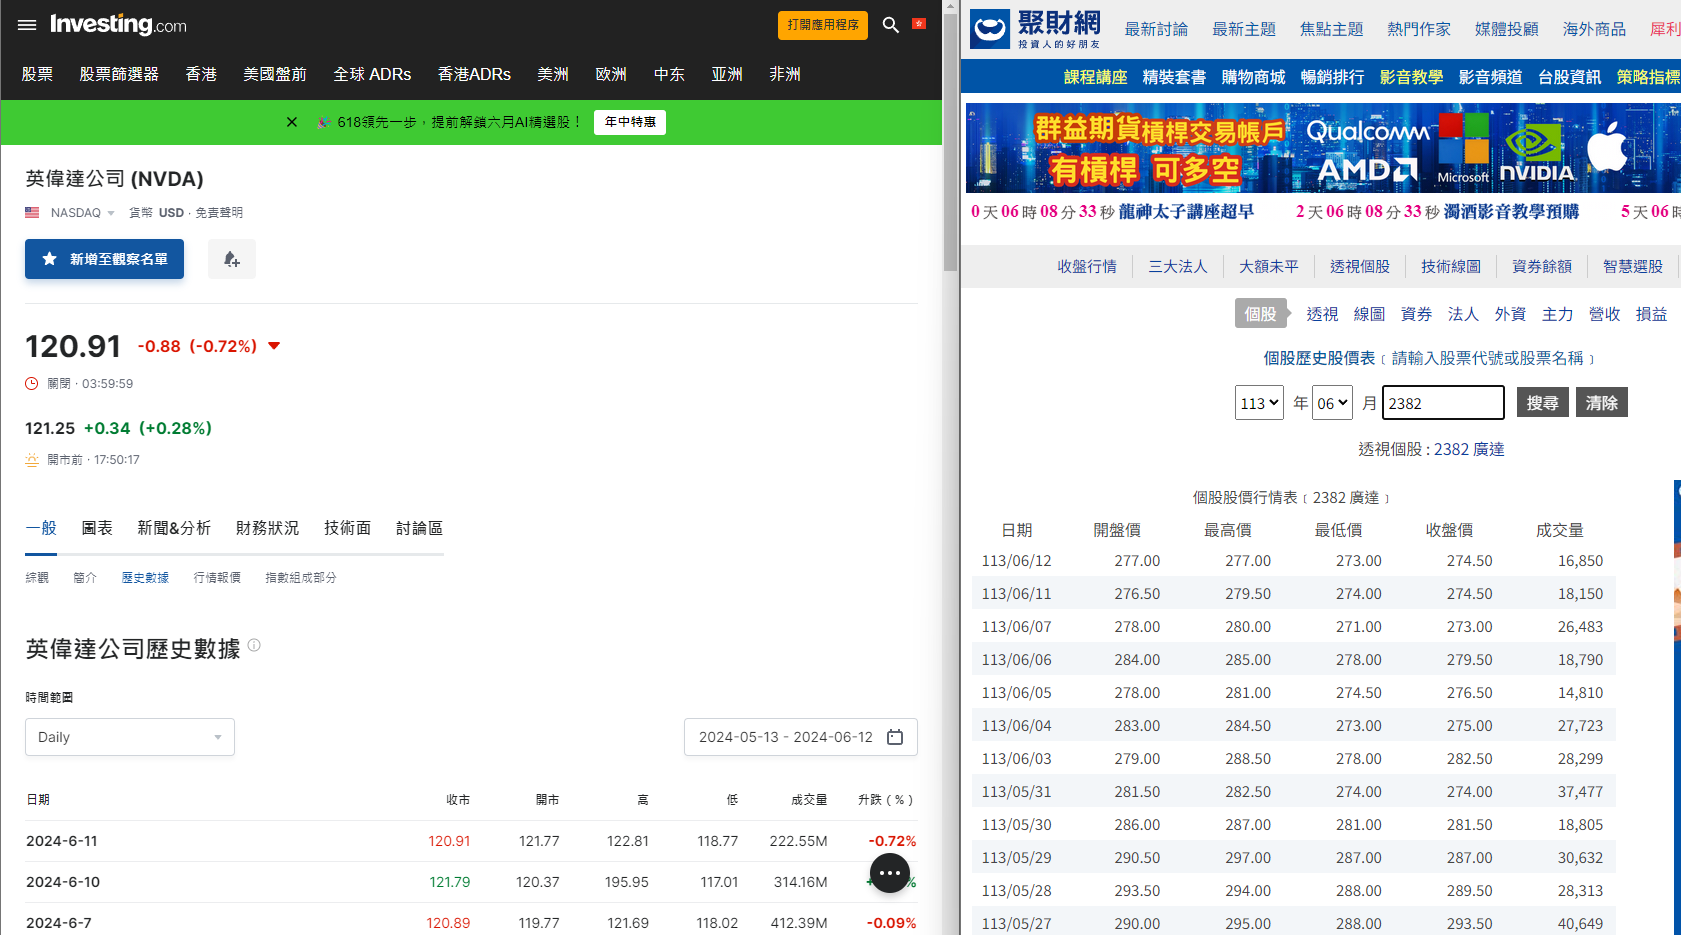 Investing.com
打開應用程序
股票 股票篩選器 香港 美國盤前 全球 ADRs 香港ADRs 美洲 欧洲 中东 亚洲 非洲
618領先一步，提前解鎖六月AI精選股！ 年中特惠
英偉達公司 (NVDA)
NASDAQ 貨幣 USD · 免責聲明
新增至觀察名單
120.91 -0.88 (-0.72%)
關閉 · 03:59:59
121.25 +0.34 (+0.28%)
開市前 · 17:50:17
一般 圖表 新聞&分析 財務狀況 技術面 討論區
綜觀 簡介 歷史數據 行情報價 指數組成部分
英偉達公司歷史數據
時間範圍
Daily 2024-05-13 - 2024-06-12
日期 收市 開市 高 低 成交量 升跌 ( % )
2024-6-11 120.91 121.77 122.81 118.77 222.55M -0.72%
2024-6-10 121.79 120.37 195.95 117.01 314.16M
2024-6-7 120.89 119.77 121.69 118.02 412.39M -0.09%
聚財網
投資人的好朋友
最新討論 最新主題 焦點主題 熱門作家 媒體投顧 海外商品 犀利
課程講座 精裝套書 購物商城 暢銷排行 影音教學 影音頻道 台股資訊 策略指標
群益期貨槓桿交易帳戶
有槓桿 可多空
Qualcomm
AMD
Microsoft
NVIDIA
0 天 06 時 08 分 33 秒 龍神太子講座超早 2 天 06 時 08 分 33 秒 濁酒影音教學預購 5 天 06 時
收盤行情 三大法人 大額未平 透視個股 技術線圖 資券餘額 智慧選股
個股 透視 線圖 資券 法人 外資 主力 營收 損益
個股歷史股價表﹝請輸入股票代號或股票名稱﹞
113 年 06 月 2382 搜尋 清除
透視個股 : 2382 廣達
個股股價行情表﹝2382 廣達﹞
日期 開盤價 最高價 最低價 收盤價 成交量
113/06/12 277.00 277.00 273.00 274.50 16,850
113/06/11 276.50 279.50 274.00 274.50 18,150
113/06/07 278.00 280.00 271.00 273.00 26,483
113/06/06 284.00 285.00 278.00 279.50 18,790
113/06/05 278.00 281.00 274.50 276.50 14,810
113/06/04 283.00 284.50 273.00 275.00 27,723
113/06/03 279.00 288.50 278.00 282.50 28,299
113/05/31 281.50 282.50 274.00 274.00 37,477
113/05/30 286.00 287.00 281.00 281.50 18,805
113/05/29 290.50 297.00 287.00 287.00 30,632
113/05/28 293.50 294.00 288.00 289.50 28,313
113/05/27 290.00 295.00 288.00 293.50 40,649